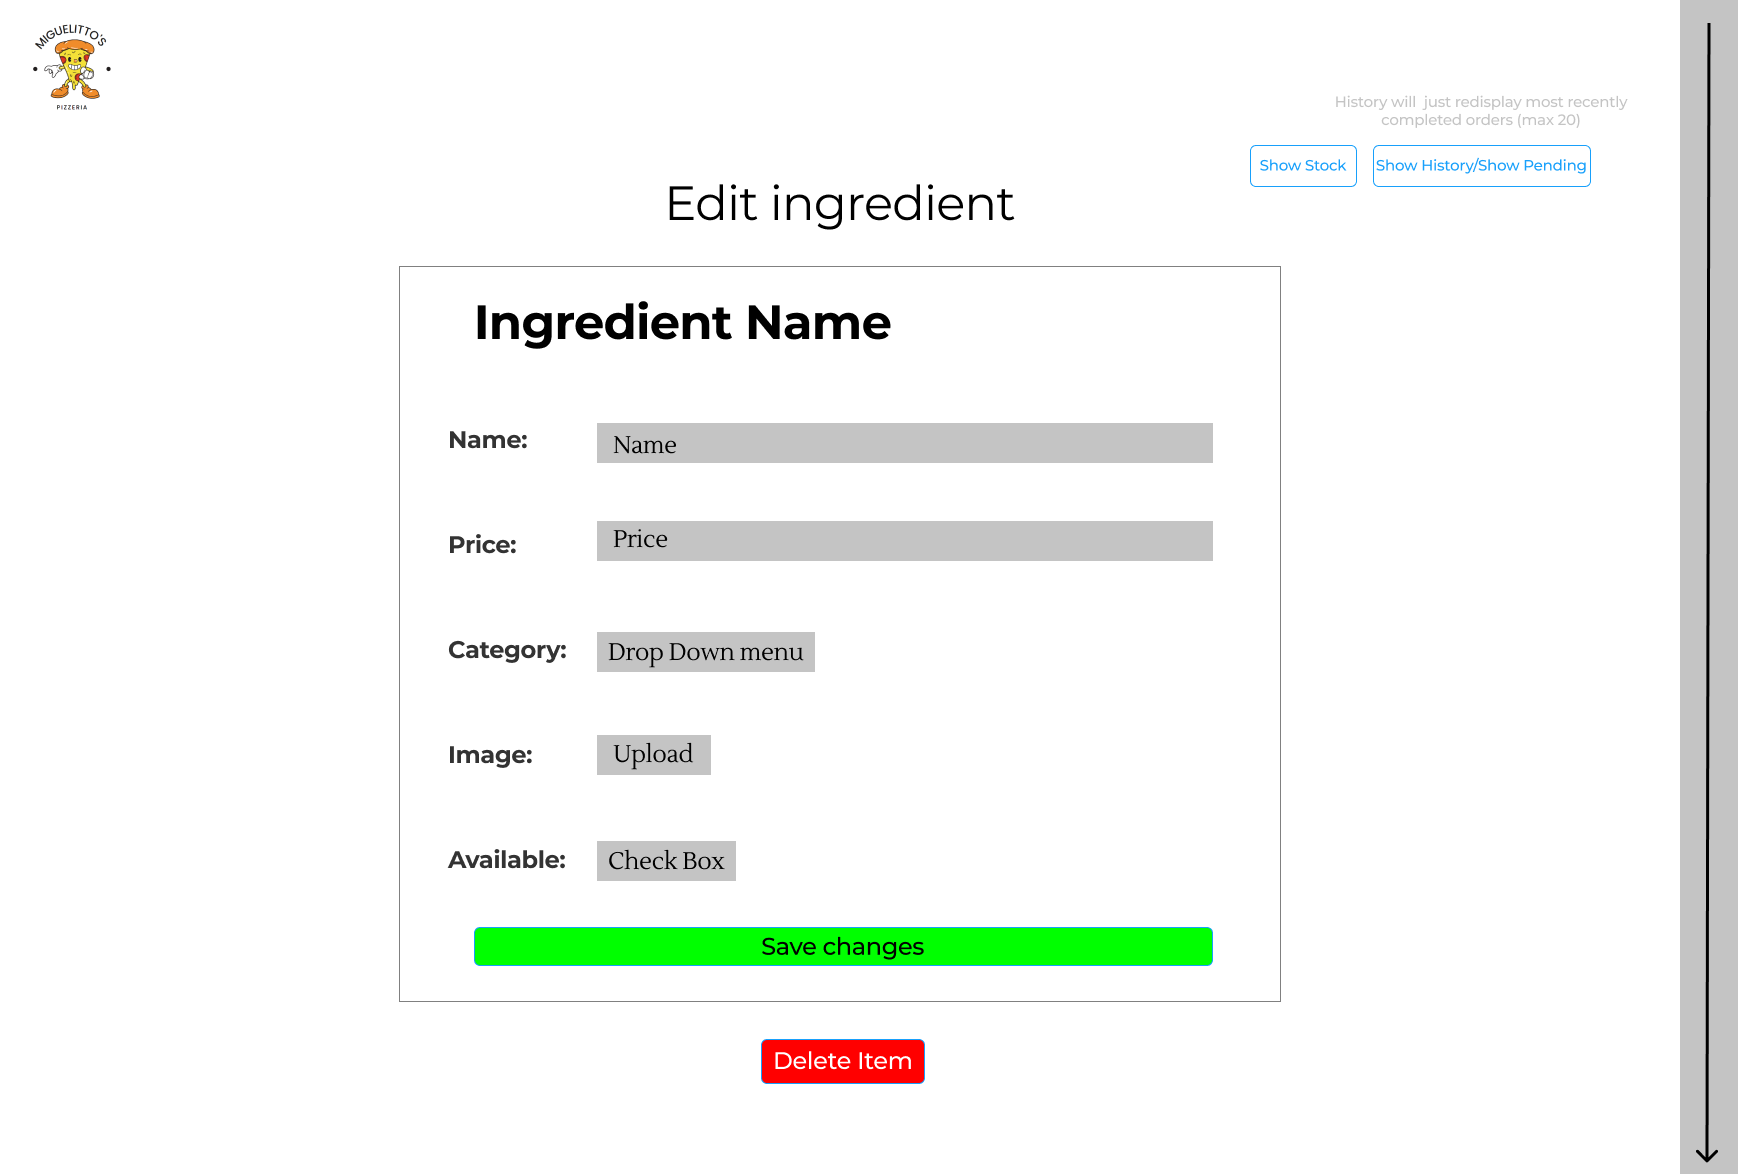 MIGUELITTO'S
PIZZERIA
History will just redisplay most recently
completed orders (max 20)
Show Stock
Show History/Show Pending
Edit ingredient
Ingredient Name
Name:
Name
Price:
Price
Category:
Drop Down menu
Image:
Upload
Available:
Check Box
Save changes
Delete Item